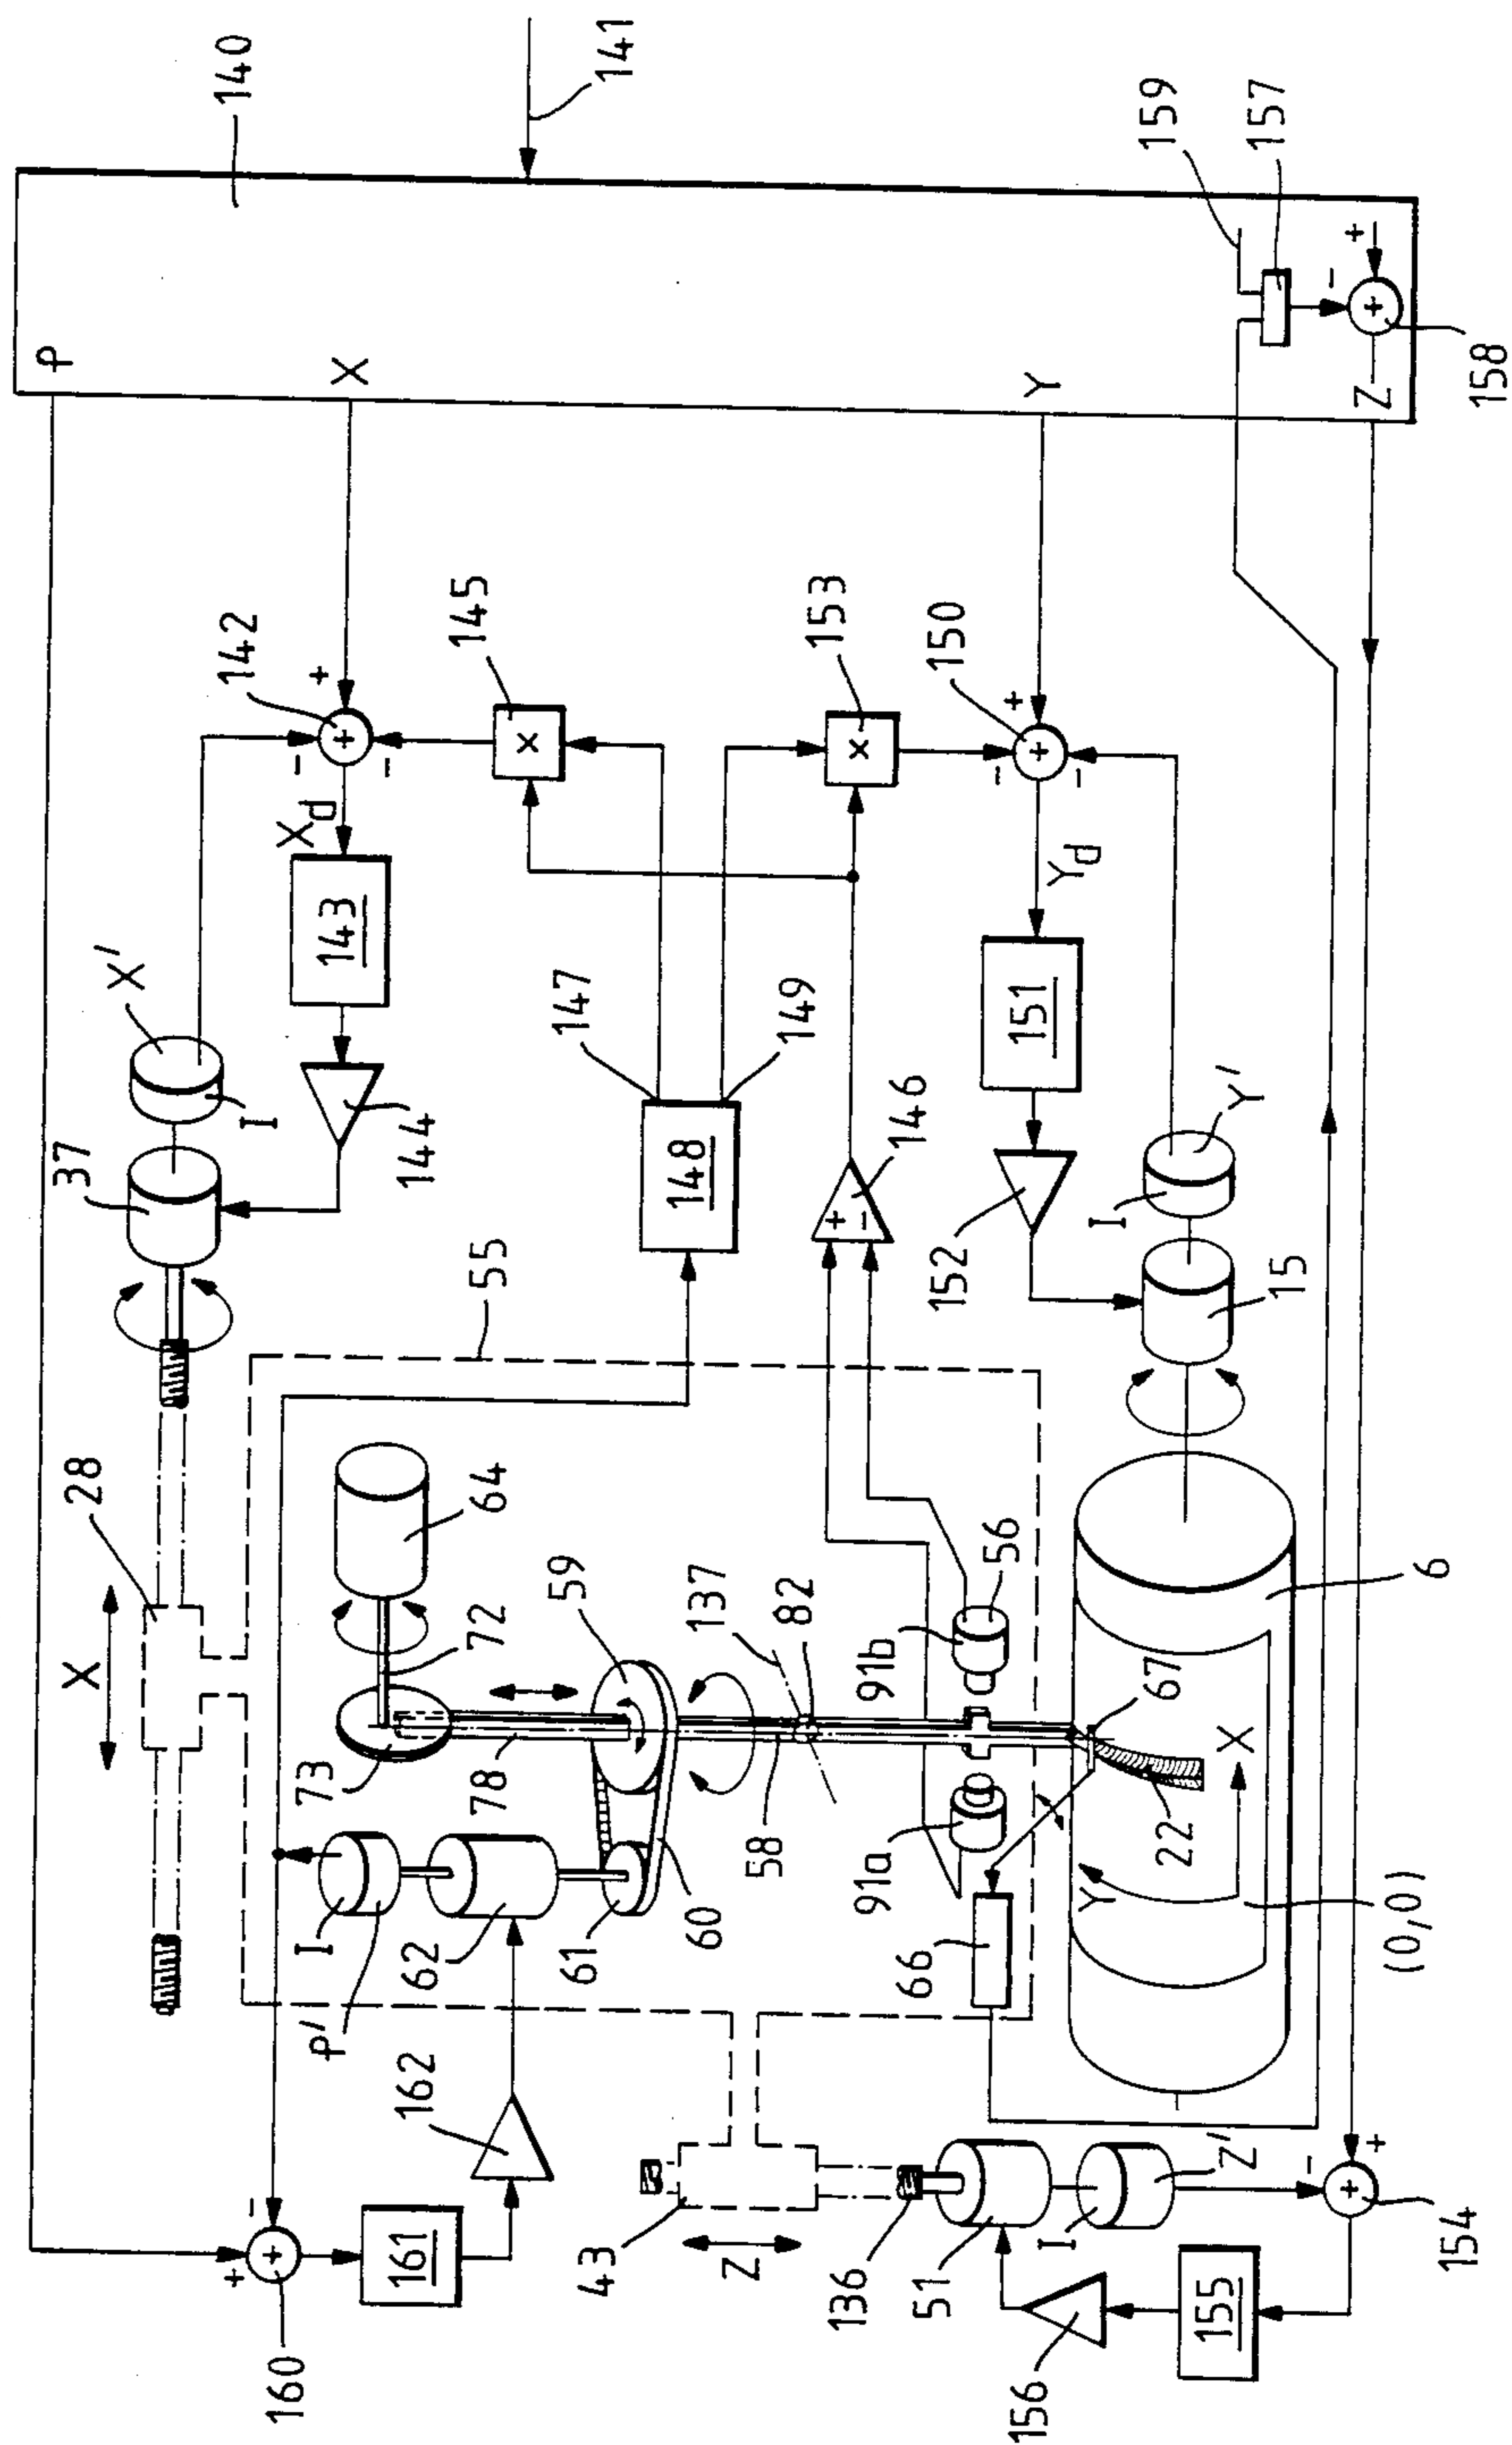 ρ
37
28
X
X'
I
140
142
160
+
-
+
ρ'
I
-
+
+
-
X
d
143
X
144
73
72
62
162
161
64
145
x
55
78
147
61
59
43
141
148
60
137
Z
149
58
82
153
x
136
+
-
91a
91b
146
66
51
56
152
150
-
+
+
-
156
151
Y
I
Y
d
Y
67
22
I
159
155
Z'
X
Y'
157
15
-
+
+
Z
-
+
+
(0,0)
6
154
158